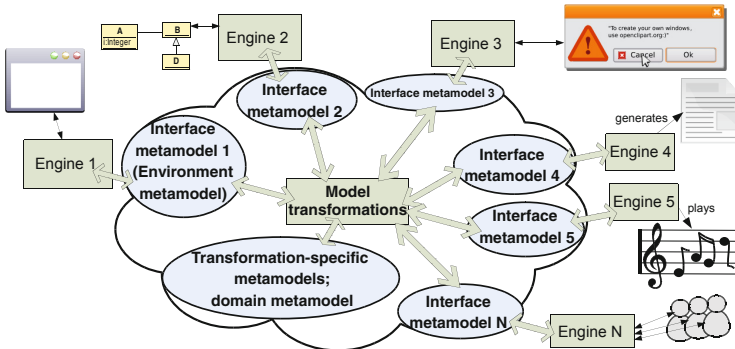 A
i:Integer
B
D
Engine 2
Engine 3
"To create your own windows,
use openclipart.org:)"
Cancel
Ok
Interface
metamodel 2
Interface metamodel 3
generates
Engine 1
Interface
metamodel 1
(Environment
metamodel)
Interface
metamodel 4
Engine 4
Model
transformations
Engine 5
plays
Interface
metamodel 5
Transformation-specific
metamodels;
domain metamodel
Interface
metamodel N
Engine N